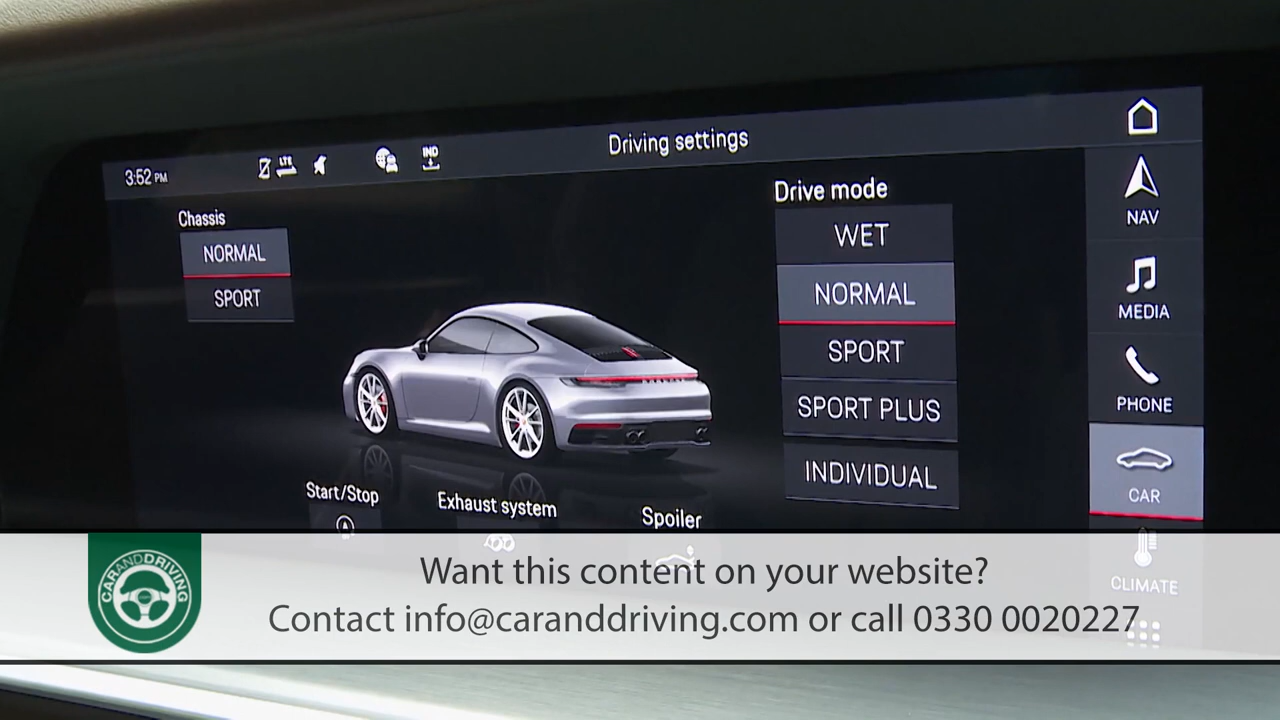 3:52 PM
LTE
IND
Driving settings
Chassis
NORMAL
SPORT
Drive mode
WET
NORMAL
SPORT
SPORT PLUS
INDIVIDUAL
NAV
MEDIA
PHONE
CAR
CLIMATE
Start/Stop
Exhaust system
Spoiler
CARANDDRIVING
Want this content on your website?
Contact info@caranddriving.com or call 0330 0020227